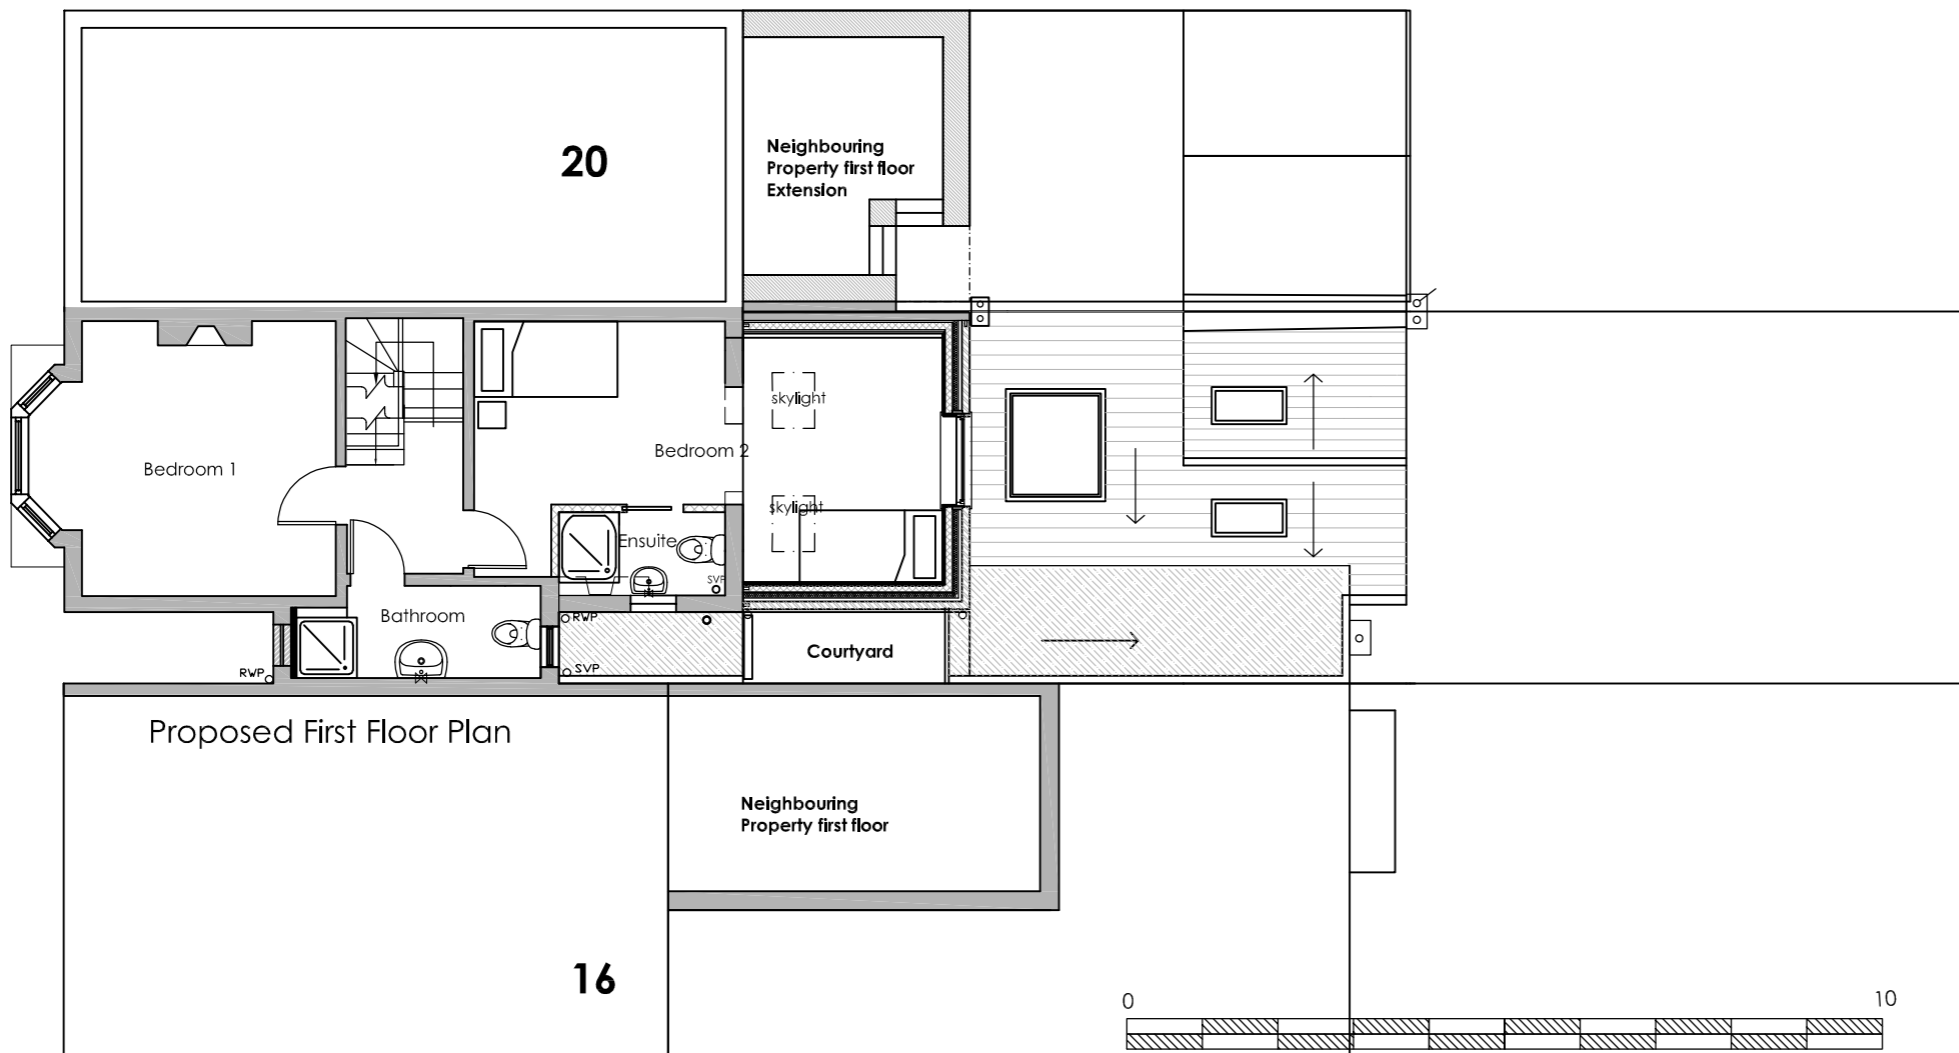 20
Neighbouring
Property first floor
Extension
skylight
Bedroom 2
Bedroom 1
skylight
Ensuite
SVP
Bathroom
RWP
Courtyard
SVP
RWP
Proposed First Floor Plan
Neighbouring
Property first floor
16
0
10